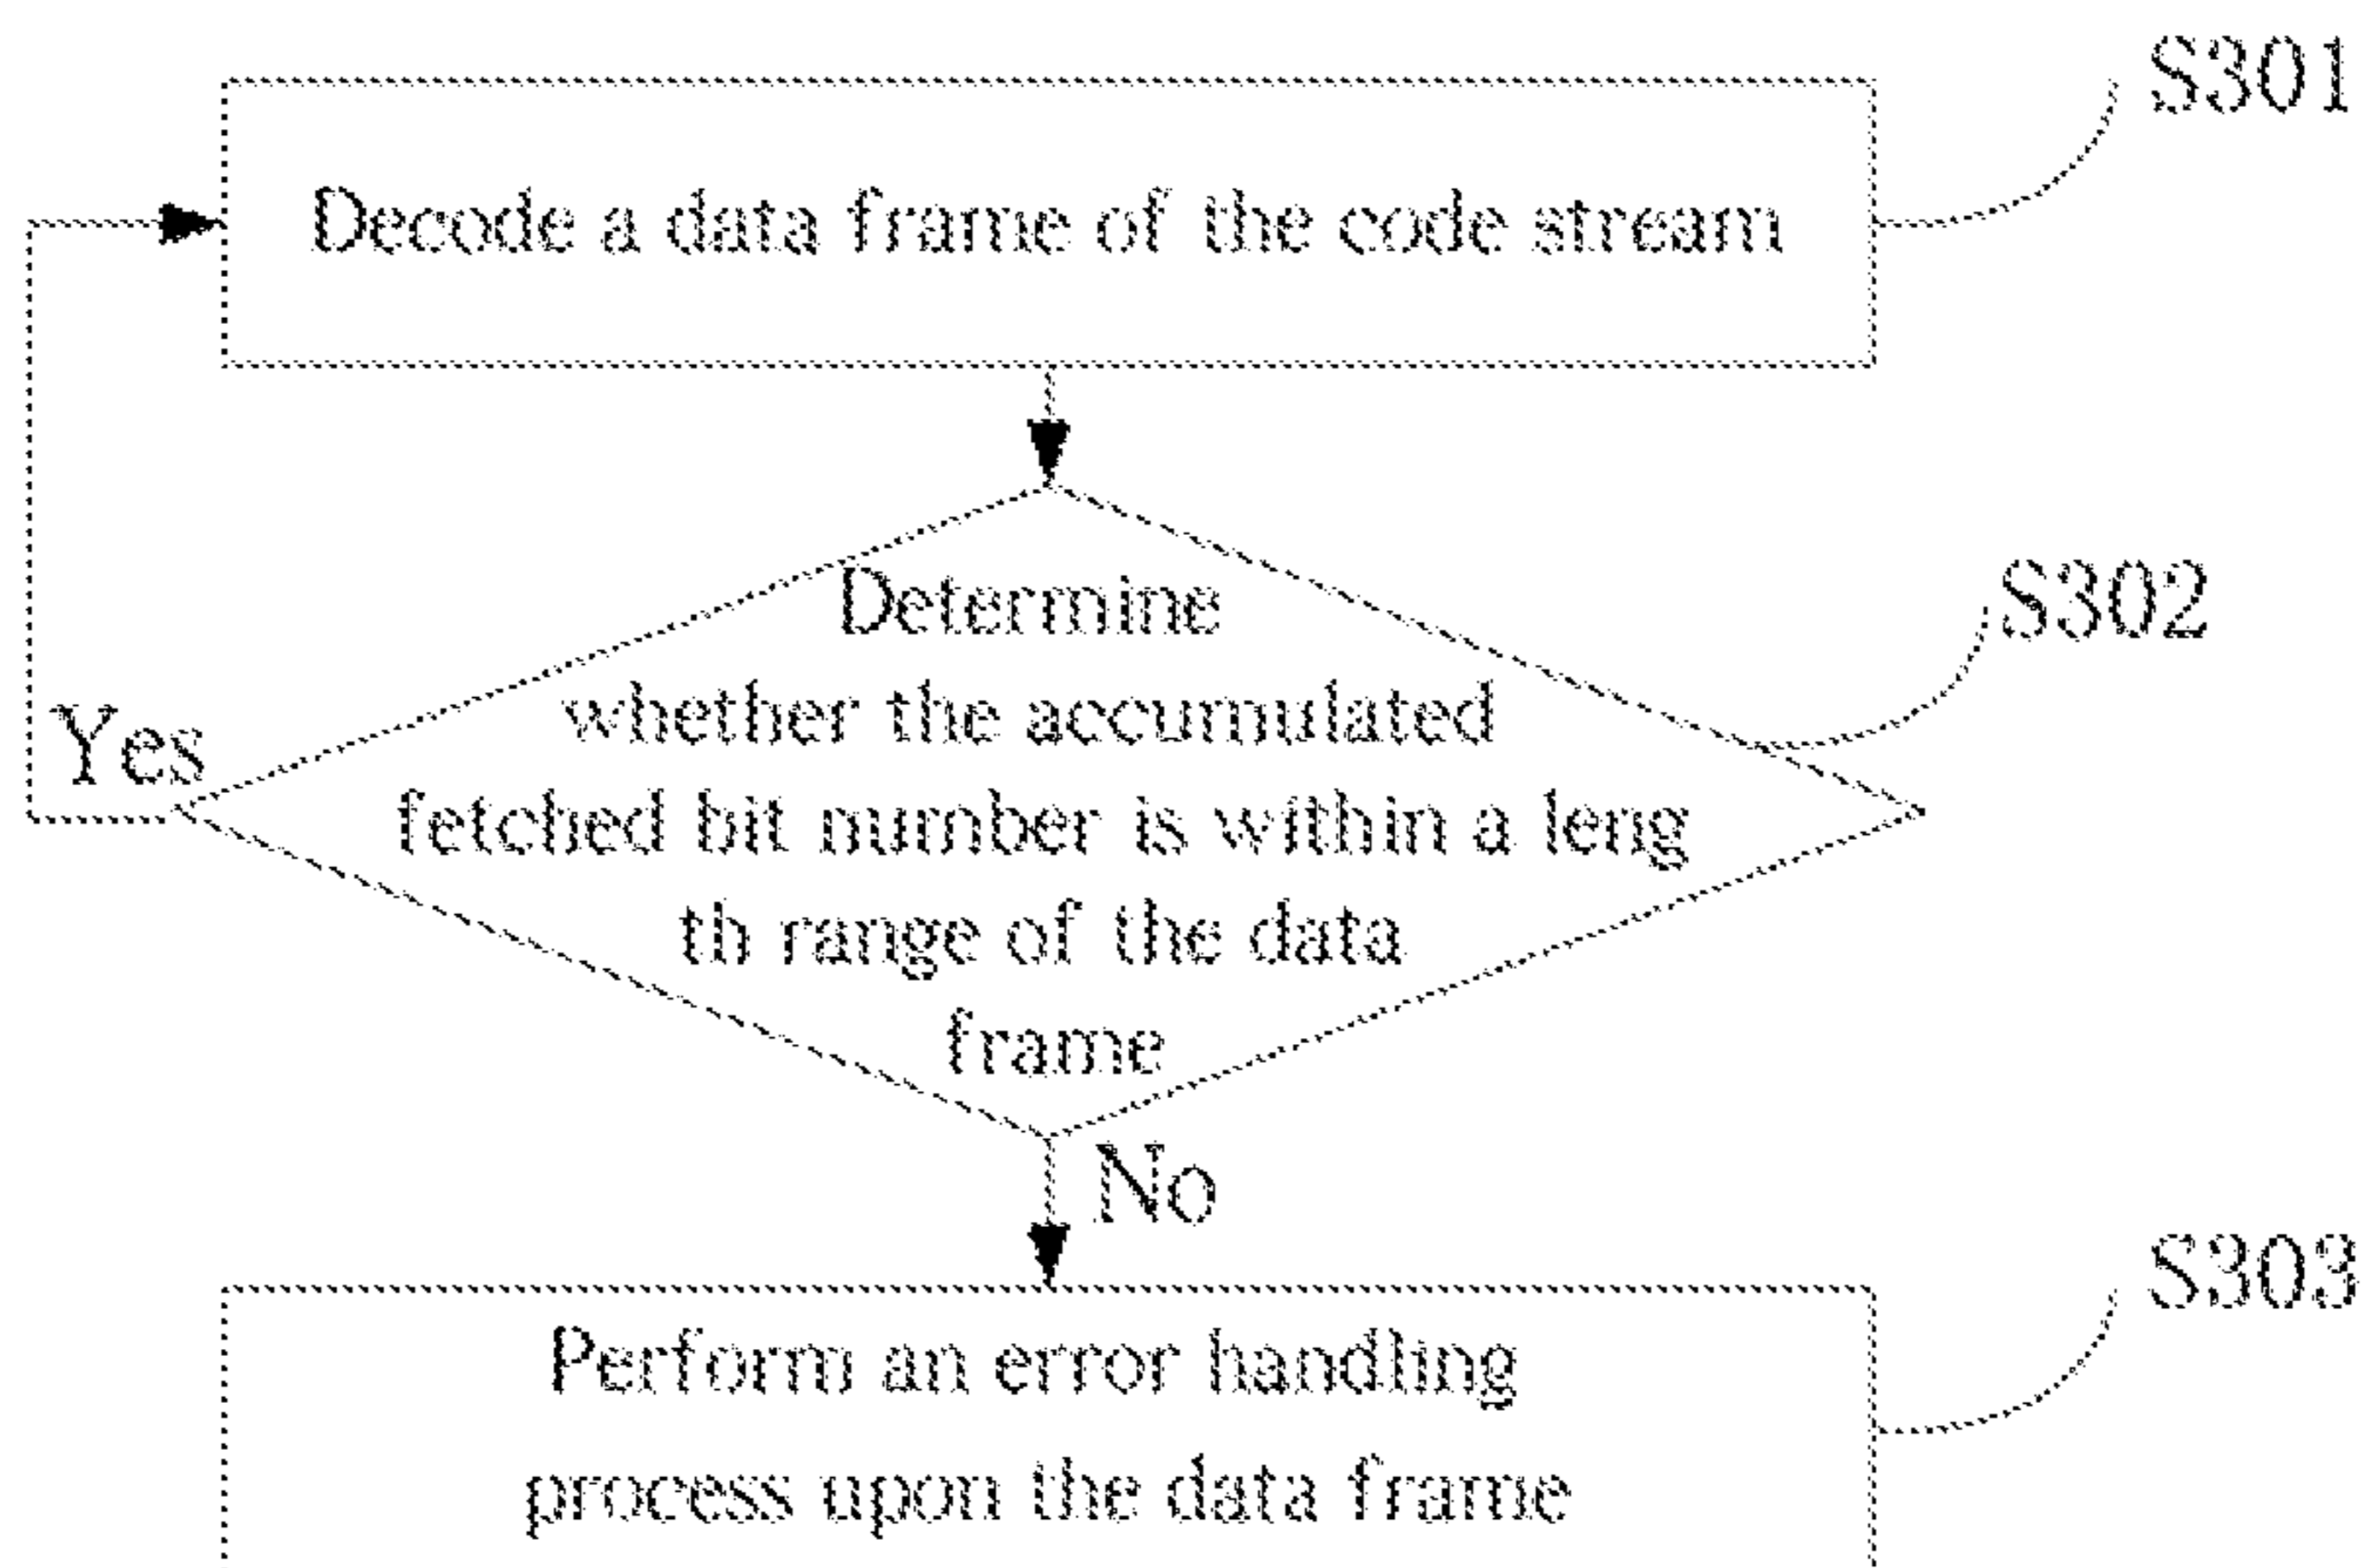 S301
Decode a data frame of the code stream
Determine
S302
whether the accumulated
Yes
fetched bit number is within a leng
th range of the data
frame
No
S303
Perform an error handling
process upon the data frame